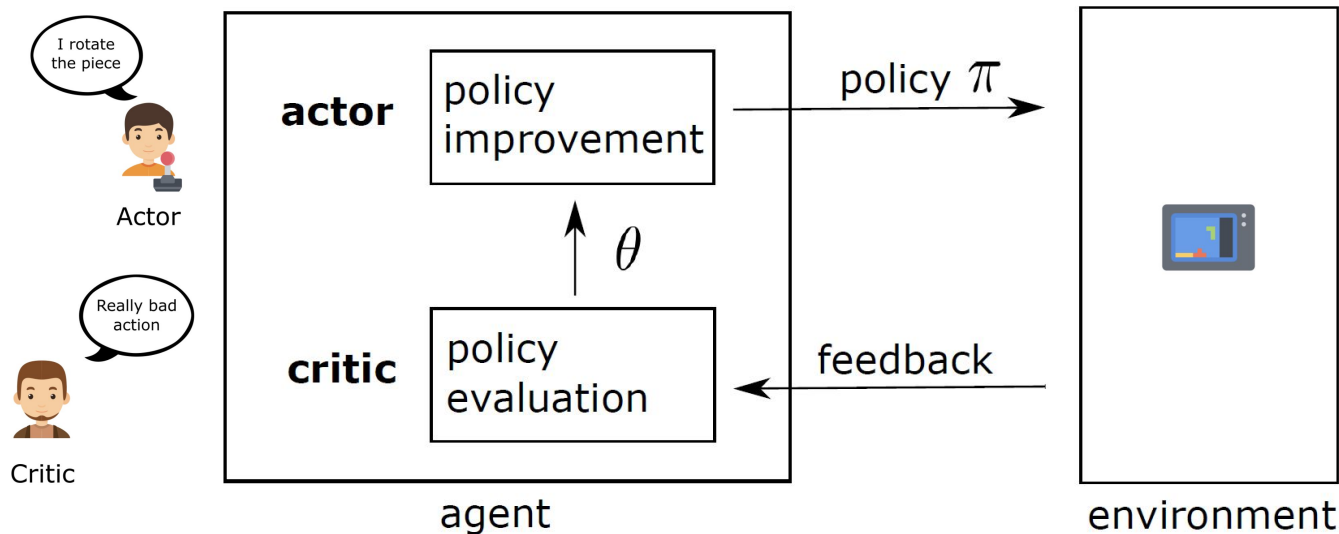 I rotate
the piece
Actor
Really bad
action
Critic
actor
policy
improvement
θ
critic
policy
evaluation
agent
policy π
feedback
environment